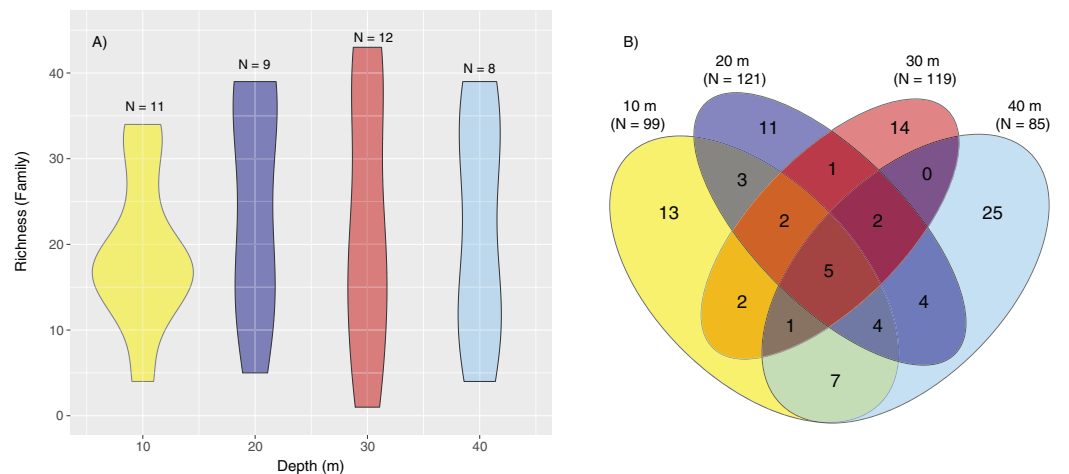 A)
N = 11
N = 9
N = 12
N = 8
40
30
20
10
0
Richness (Family)
10
20
30
40
Depth (m)
B)
10 m
(N = 99)
20 m
(N = 121)
30 m
(N = 119)
40 m
(N = 85)
11
14
1
3
0
13
2
2
25
5
2
4
1
4
7